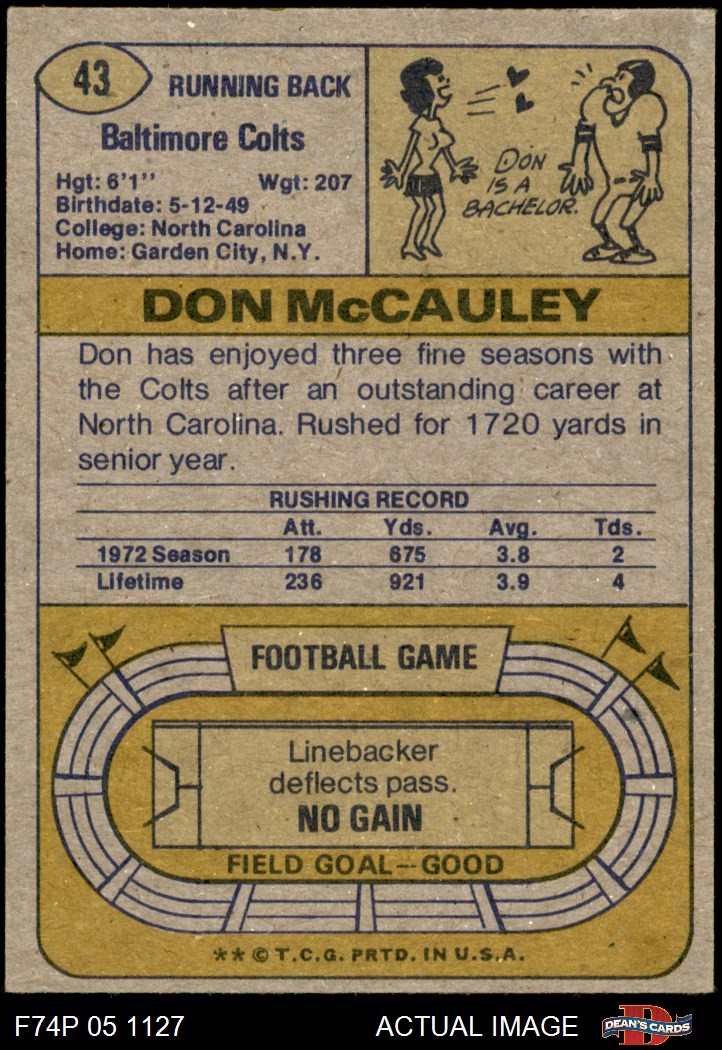 43
RUNNING BACK
Baltimore Colts
Hgt: 6'1'' Wgt: 207
Birthdate: 5-12-49
College: North Carolina
Home: Garden City, N.Y.
DON
IS A
BACHELOR.
DON McCAULEY
Don has enjoyed three fine seasons with
the Colts after an outstanding career at
North Carolina. Rushed for 1720 yards in
senior year.
RUSHING RECORD
Att. Yds. Avg. Tds.
1972 Season 178 675 3.8 2
Lifetime 236 921 3.9 4
FOOTBALL GAME
Linebacker
deflects pass.
NO GAIN
FIELD GOAL—GOOD
** © T.C.G. PRTD. IN U.S.A.
F74P 05 1127 ACTUAL IMAGE D DEAN'S CARDS